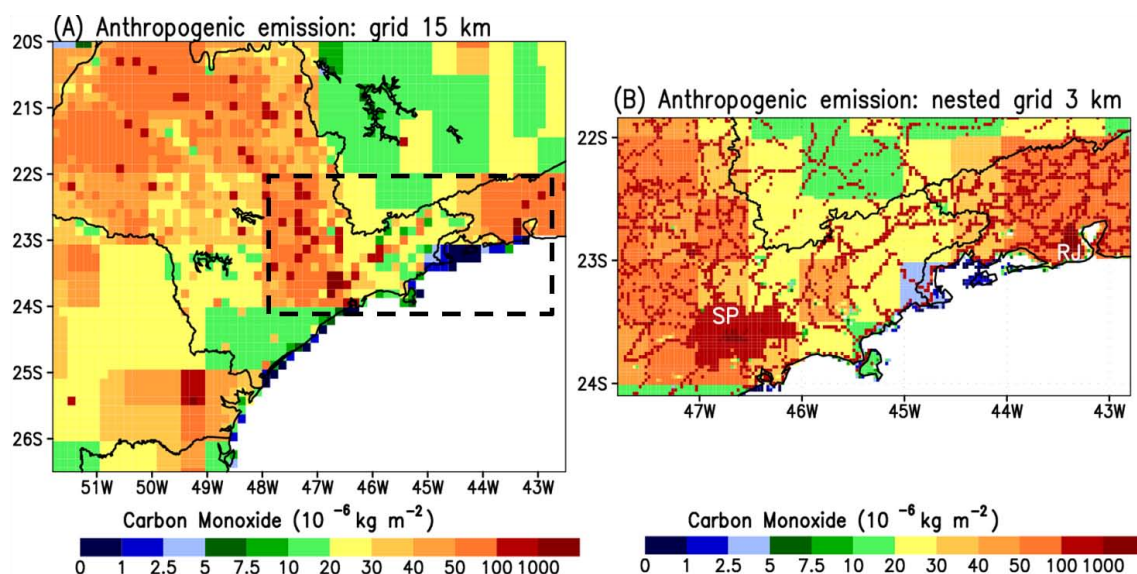 (A) Anthropogenic emission: grid 15 km
20S
21S
22S
23S
24S
25S
26S
51W 50W 49W 48W 47W 46W 45W 44W 43W
Carbon Monoxide (10 -6 kg m-2)
0 1 2.5 5 7.5 10 20 30 40 50 100 1000
(B) Anthropogenic emission: nested grid 3 km
22S
23S
24S
RJ
SP
47W 46W 45W 44W 43W
Carbon Monoxide (10 -6 kg m-2)
0 1 2.5 5 7.5 10 20 30 40 50 100 1000